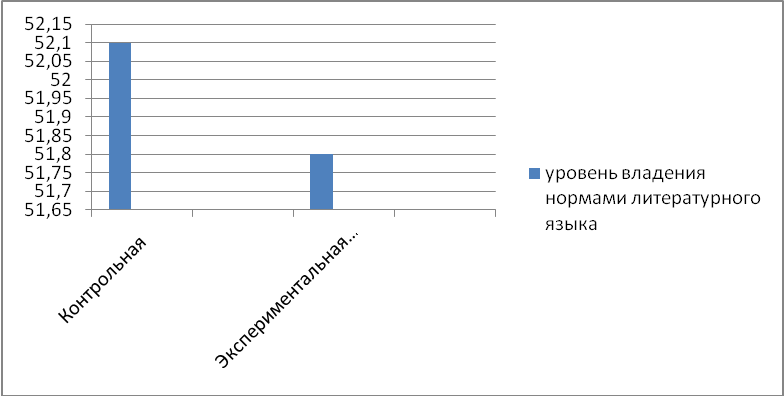 52,15
52,1
52,05
52
51,95
51,9
51,85
51,8
51,75
51,7
51,65
Контрольная
Экспериментальная...
уровень владения
нормами литературного
языка